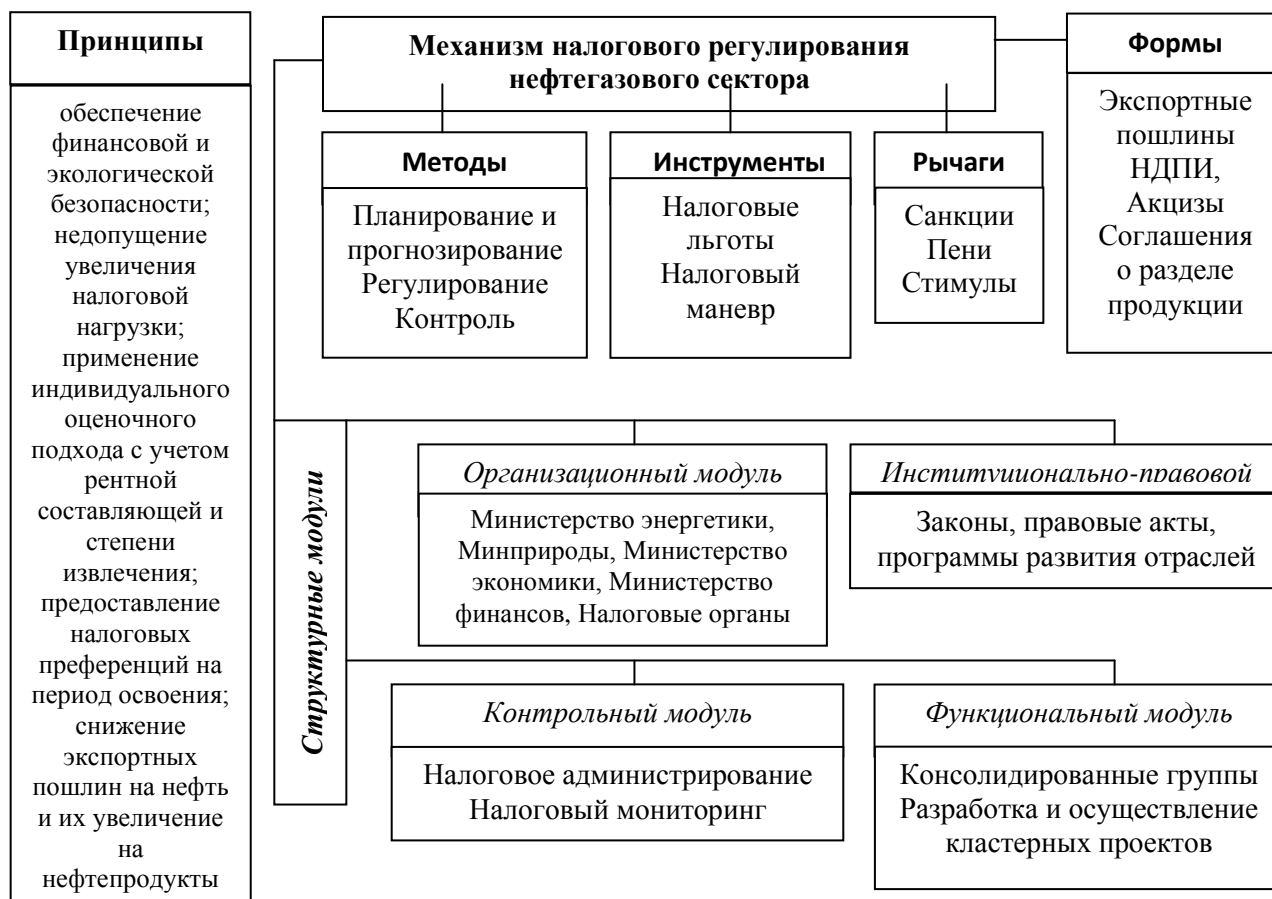 Принципы
обеспечение
финансовой и
экологической
безопасности;
недопущение
увеличения
налоговой
нагрузки;
применение
индивидуального
оценочного
подхода с учетом
рентной
составляющей и
степени
извлечения;
предоставление
налоговых
преференций на
период освоения;
снижение
экспортных
пошлин на нефть
и их увеличение
на
нефтепродукты
Механизм налогового регулирования
нефтегазового сектора
Формы
Экспортные
пошлины
НДПИ,
Акцизы
Соглашения
о разделе
продукции
Методы
Планирование и
прогнозирование
Регулирование
Контроль
Инструменты
Налоговые
льготы
Налоговый
маневр
Рычаги
Санкции
Пени
Стимулы
Структурные модули
Организационный модуль
Министерство энергетики,
Минприроды, Министерство
экономики, Министерство
финансов, Налоговые органы
Институционально-правовой
Законы, правовые акты,
программы развития отраслей
Контрольный модуль
Налоговое администрирование
Налоговый мониторинг
Функциональный модуль
Консолидированные группы
Разработка и осуществление
кластерных проектов